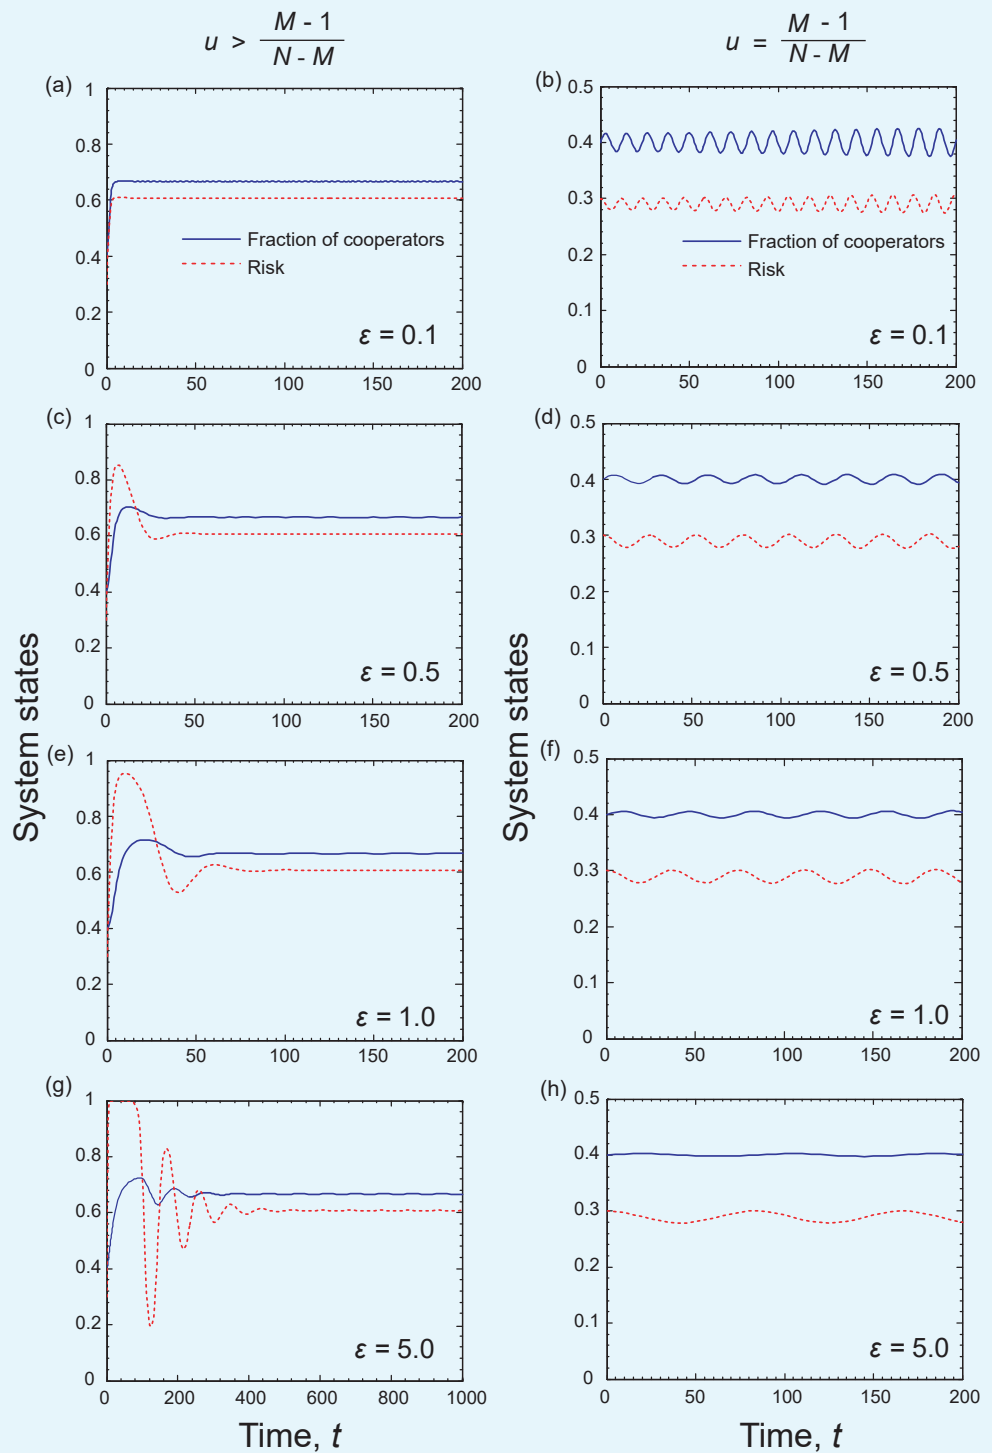 u > (M - 1) / (N - M)
u = (M - 1) / (N - M)
(a)
1
0.8
0.6
0.4
0.2
0
0 50 100 150 200
Fraction of cooperators
Risk
ε = 0.1
(b)
0.5
0.4
0.3
0.2
0.1
0
0 50 100 150 200
Fraction of cooperators
Risk
ε = 0.1
(c)
1
0.8
0.6
0.4
0.2
0
0 50 100 150 200
ε = 0.5
(d)
0.5
0.4
0.3
0.2
0.1
0
0 50 100 150 200
ε = 0.5
System states
System states
(e)
1
0.8
0.6
0.4
0.2
0
0 50 100 150 200
ε = 1.0
(f)
0.5
0.4
0.3
0.2
0.1
0
0 50 100 150 200
ε = 1.0
(g)
1
0.8
0.6
0.4
0.2
0
0 200 400 600 800 1000
ε = 5.0
Time, t
(h)
0.5
0.4
0.3
0.2
0.1
0
0 50 100 150 200
ε = 5.0
Time, t